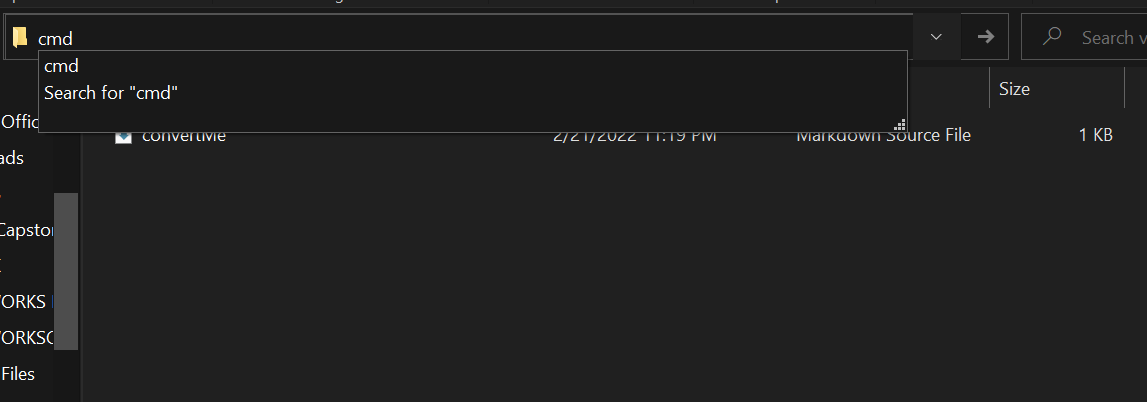 cmd
Search v
cmd
Search for "cmd"
Size
Offic
ads
convertMe 2/21/2022 11:19 PM Markdown Source File 1 KB
Capstor
ORKS
ORKSC
Files